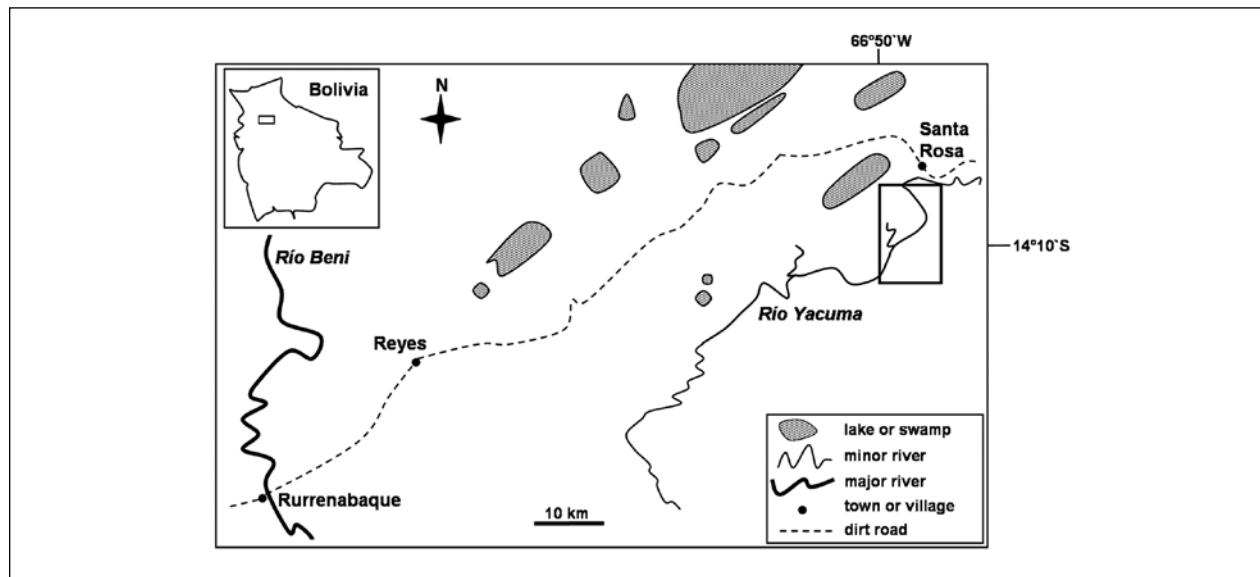 66º50`W
Bolivia
N
Santa
Rosa
Río Beni
14º10`S
Río Yacuma
Reyes
lake or swamp
minor river
major river
town or village
dirt road
Rurrenabaque
10 km